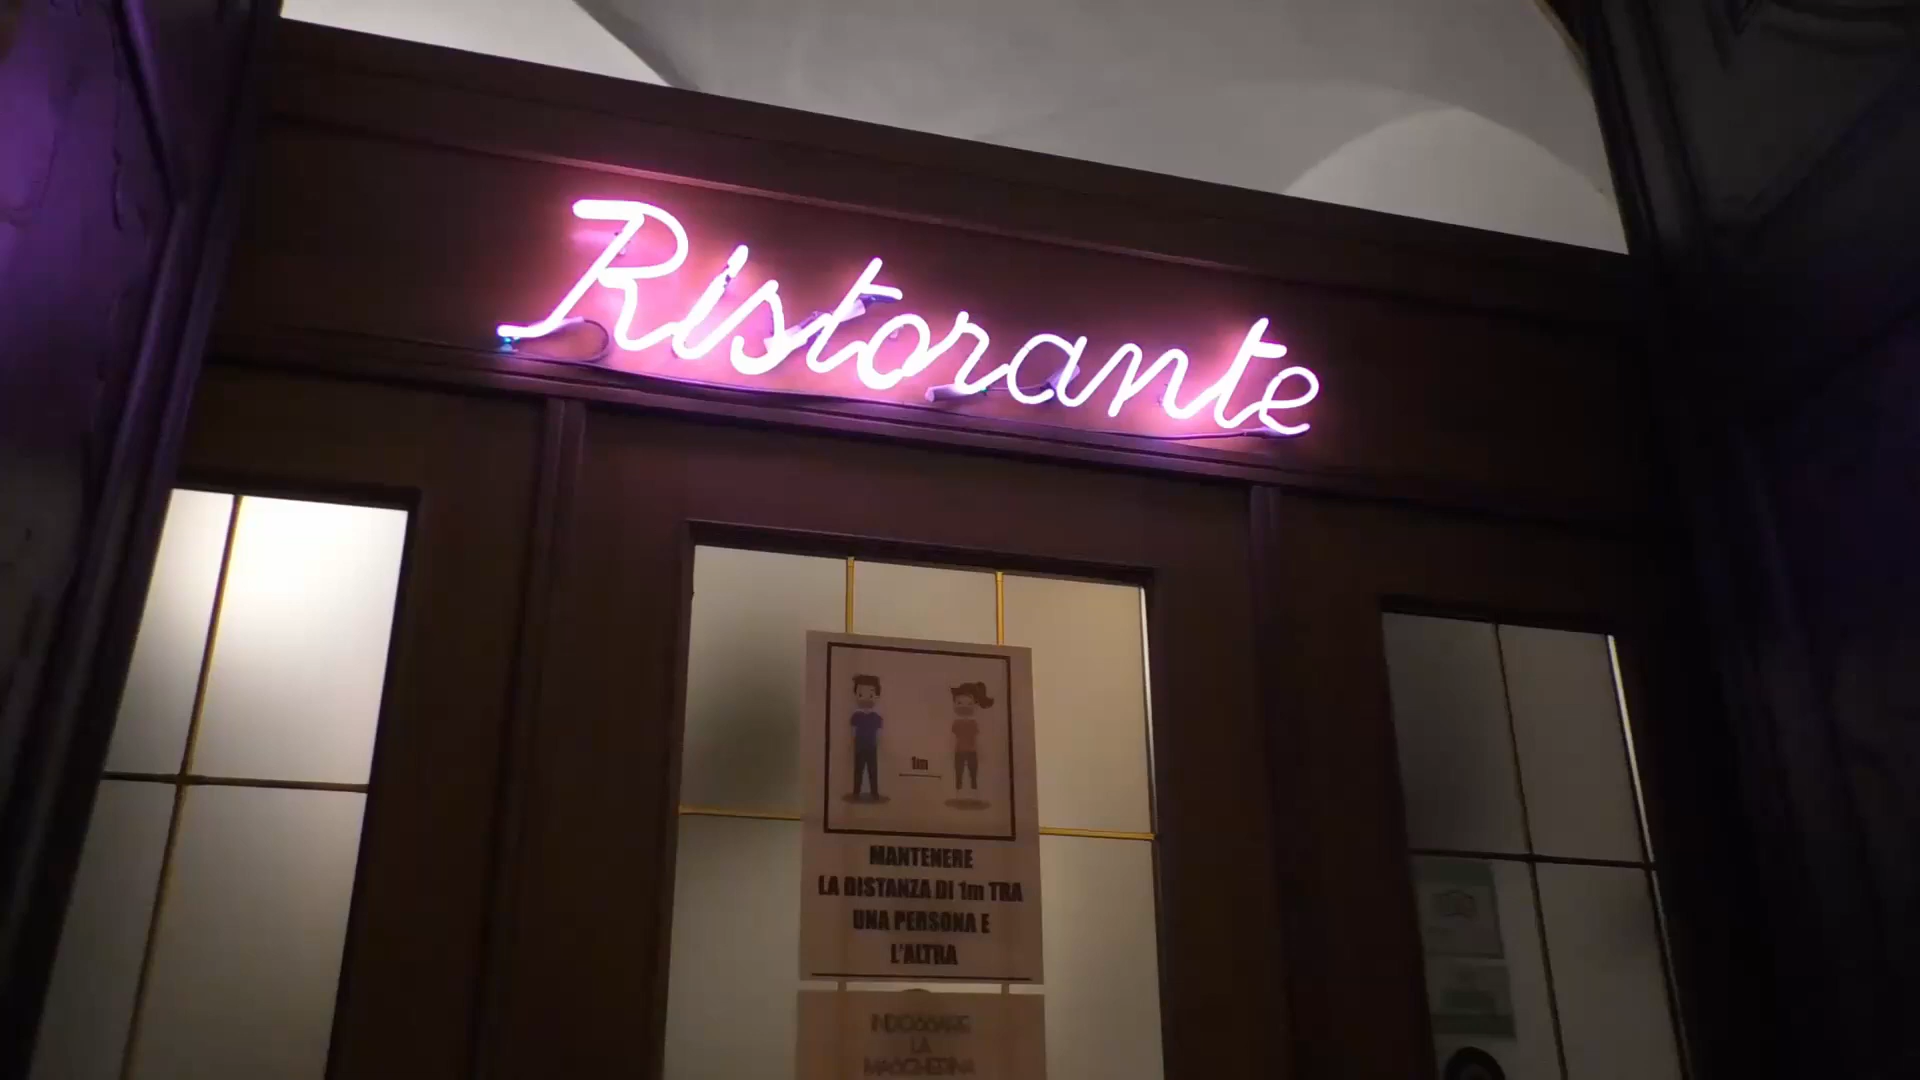 Ristorante
1m
MANTENERE
LA DISTANZA DI 1m TRA
UNA PERSONA E
L'ALTRA
INDOSSARE
LA
MASCHERINA